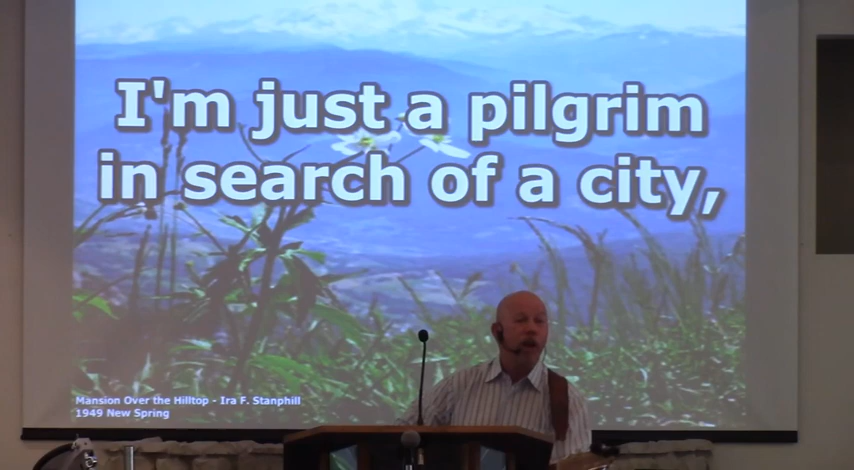 I'm just a pilgrim
in search of a city,
Mansion Over the Hilltop - Ira F. Stanphill
1949 New Spring